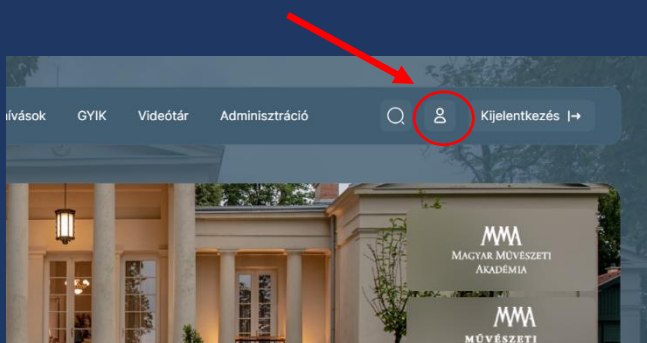 ívások GYIK Videótár Adminisztráció Kijelentkezés
MMA
MAGYAR MŰVÉSZETI
AKADÉMIA
MMA
MŰVÉSZETI